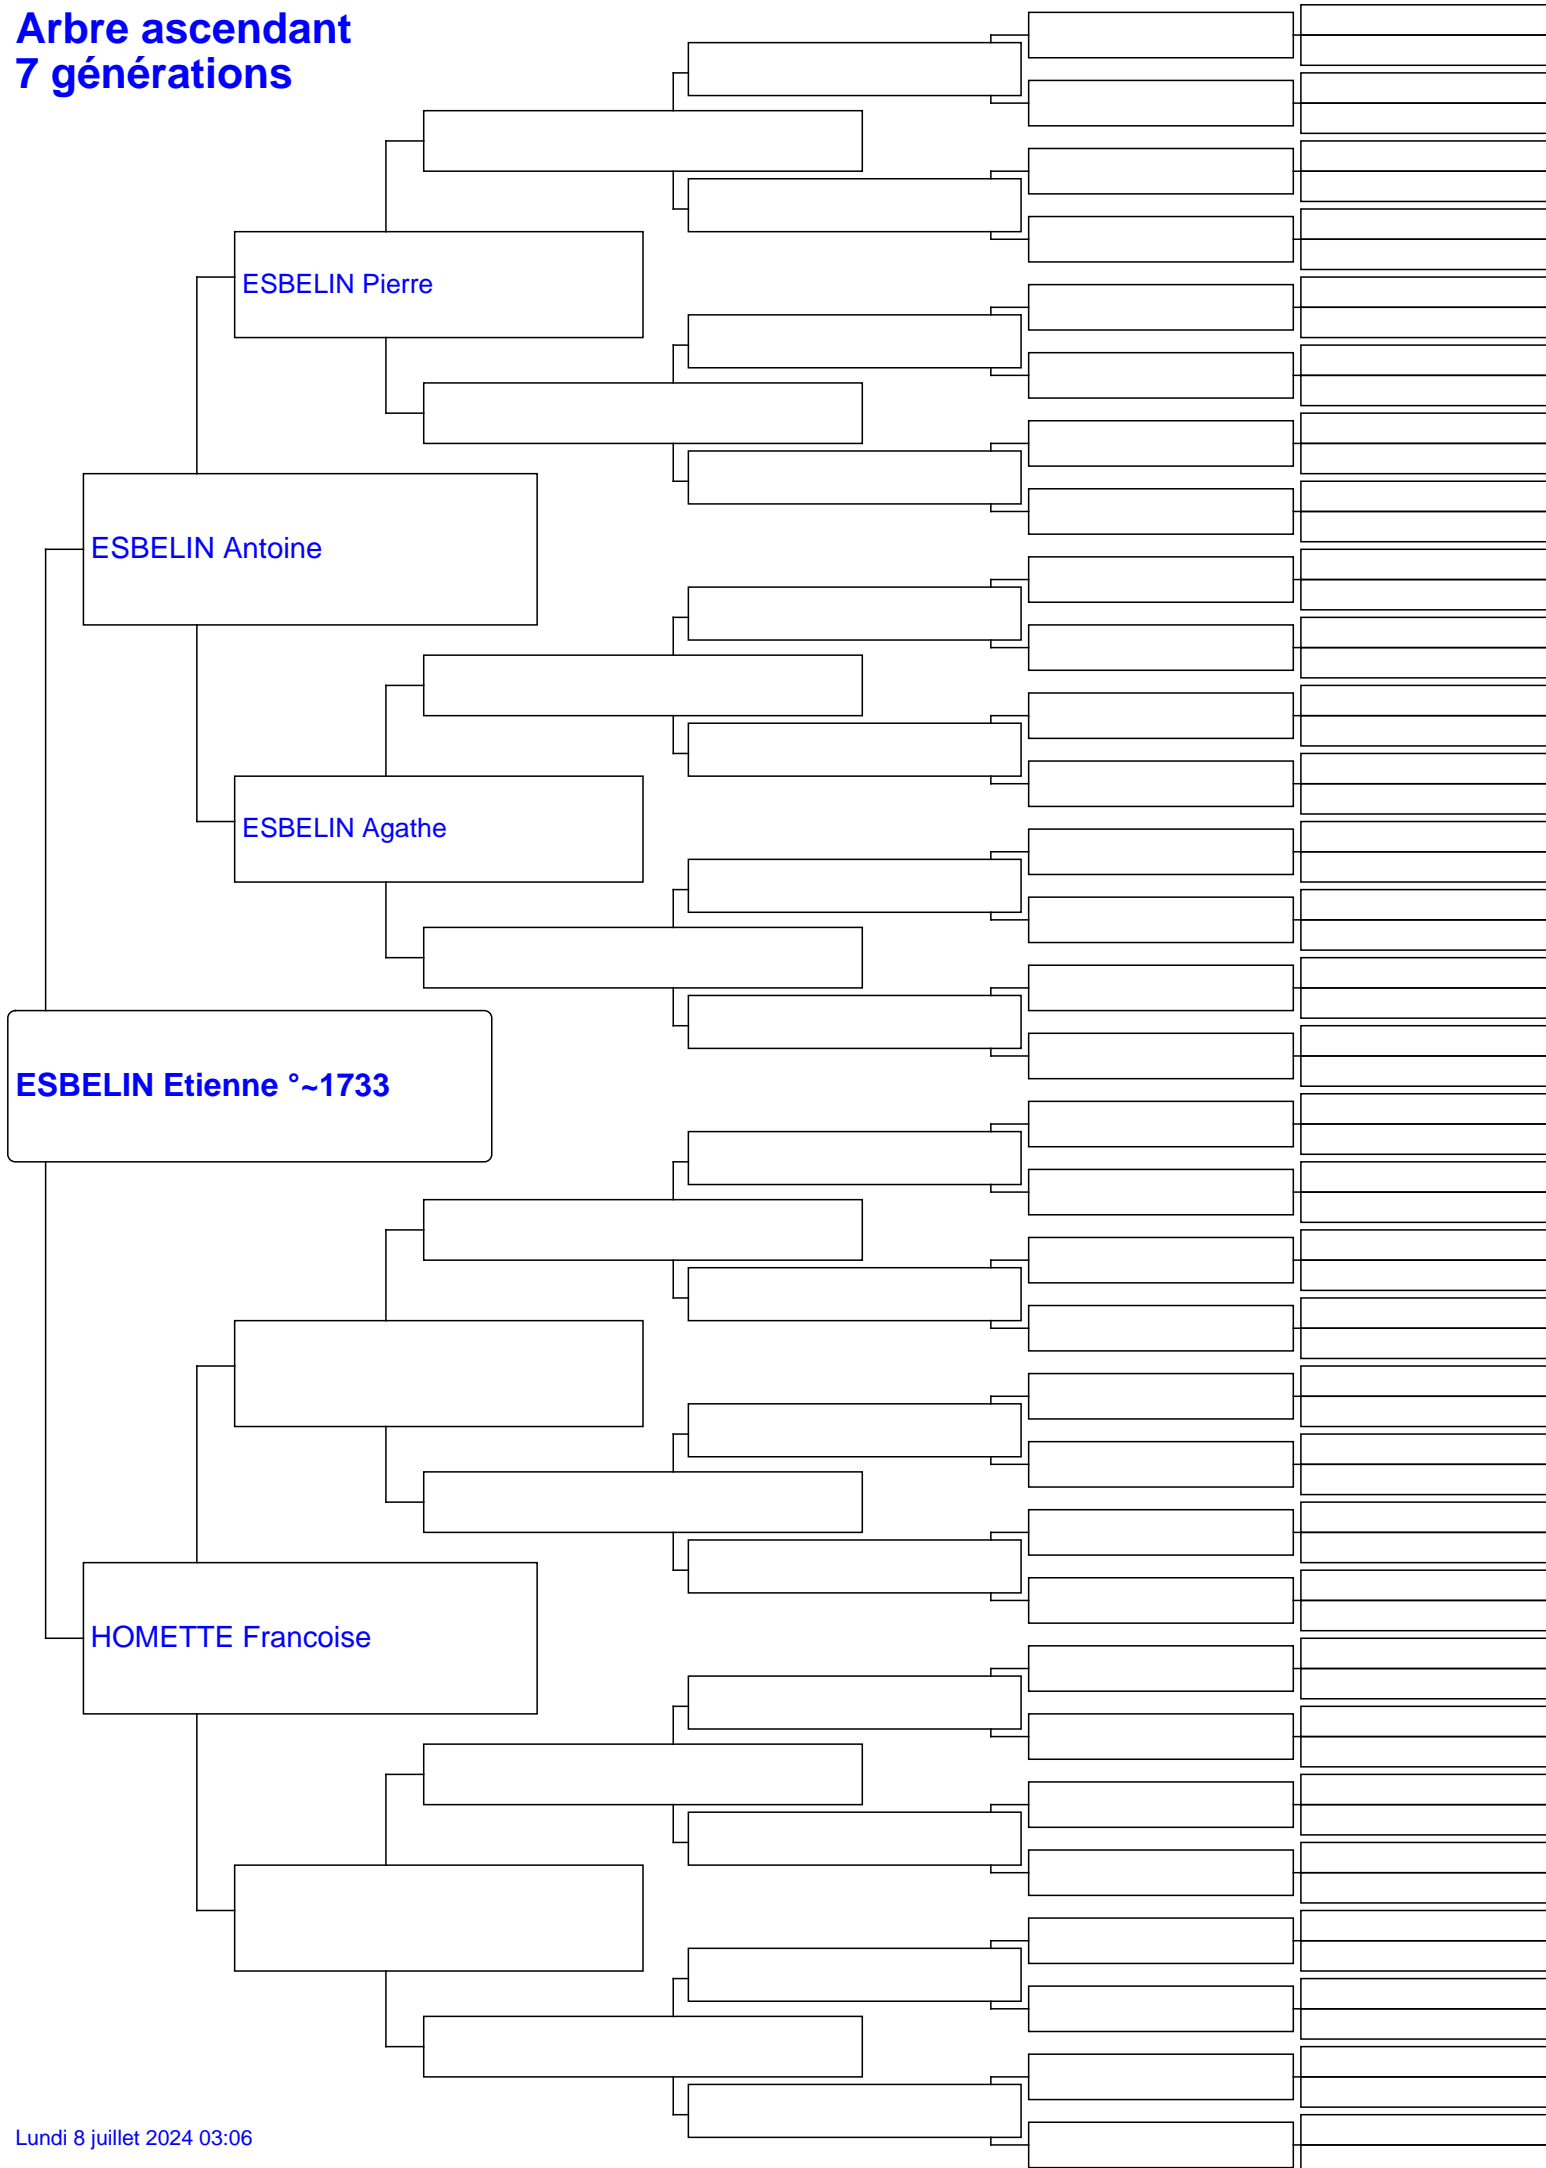 Arbre ascendant
7 générations
ESBELIN Pierre
ESBELIN Antoine
ESBELIN Agathe
ESBELIN Etienne °~1733
HOMETTE Francoise
Lundi 8 juillet 2024 03:06